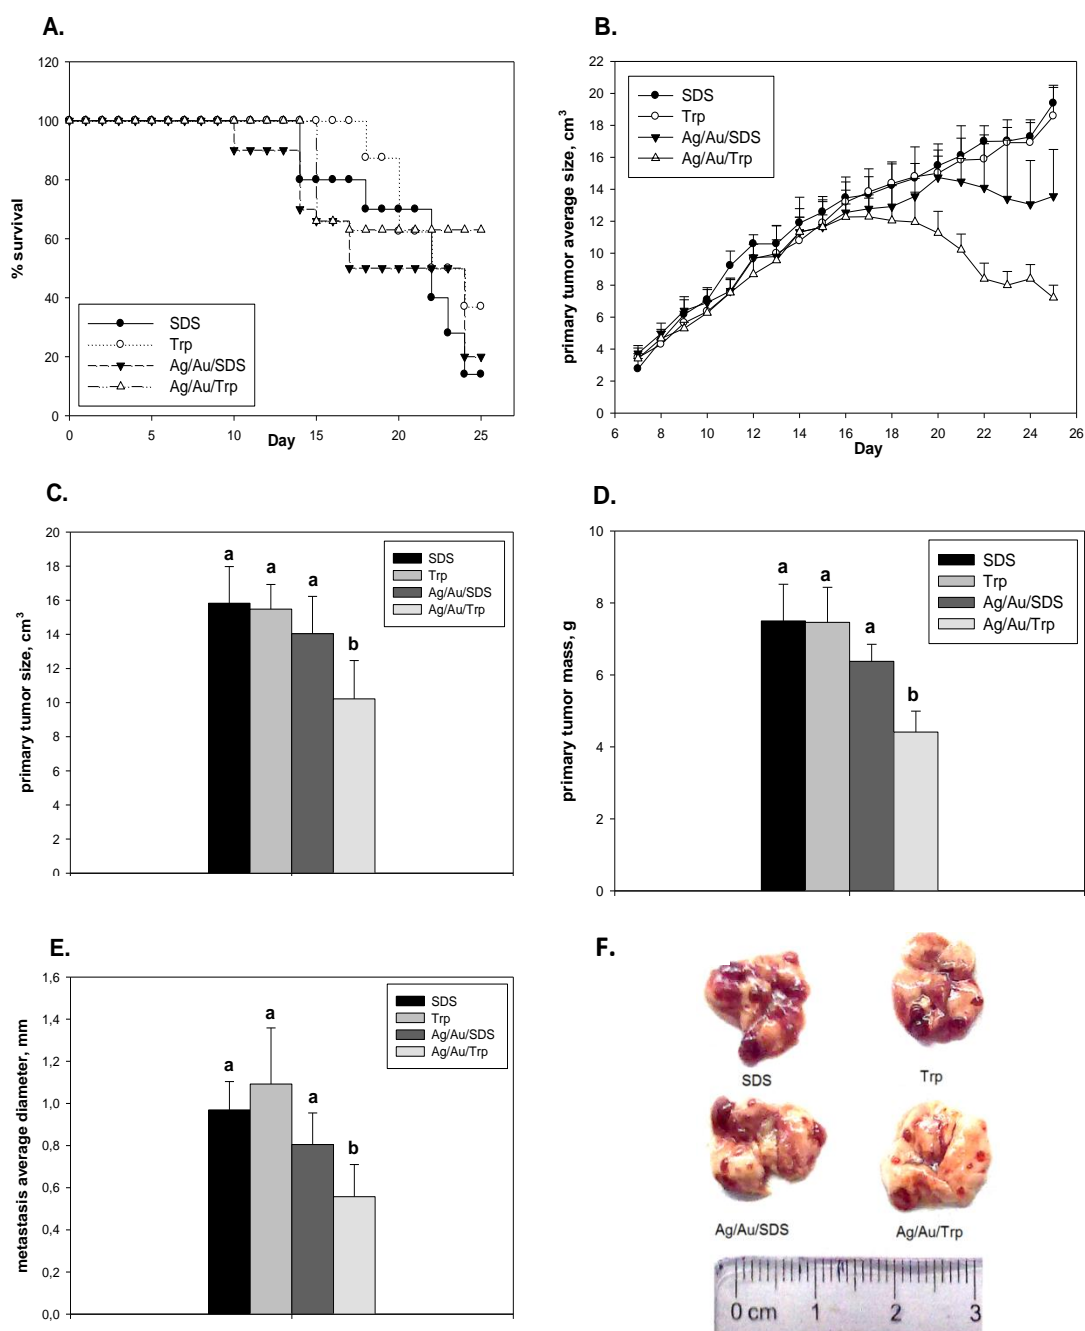 A.
120
100
80
60
40
20
0
% survival
SDS
Trp
Ag/Au/SDS
Ag/Au/Trp
0 5 10 15 20 25
Day
B.
22
20
18
16
14
12
10
8
6
4
2
0
primary tumor average size, cm³
SDS
Trp
Ag/Au/SDS
Ag/Au/Trp
6 8 10 12 14 16 18 20 22 24 26
Day
C.
20
18
16
14
12
10
8
6
4
2
0
primary tumor size, cm³
a a a b
SDS
Trp
Ag/Au/SDS
Ag/Au/Trp
D.
10
8
6
4
2
0
primary tumor mass, g
a a a b
SDS
Trp
Ag/Au/SDS
Ag/Au/Trp
E.
1,6
1,4
1,2
1,0
0,8
0,6
0,4
0,2
0,0
metastasis average diameter, mm
a a a b
SDS
Trp
Ag/Au/SDS
Ag/Au/Trp
F.
SDS Trp
Ag/Au/SDS Ag/Au/Trp
0 cm 1 2 3